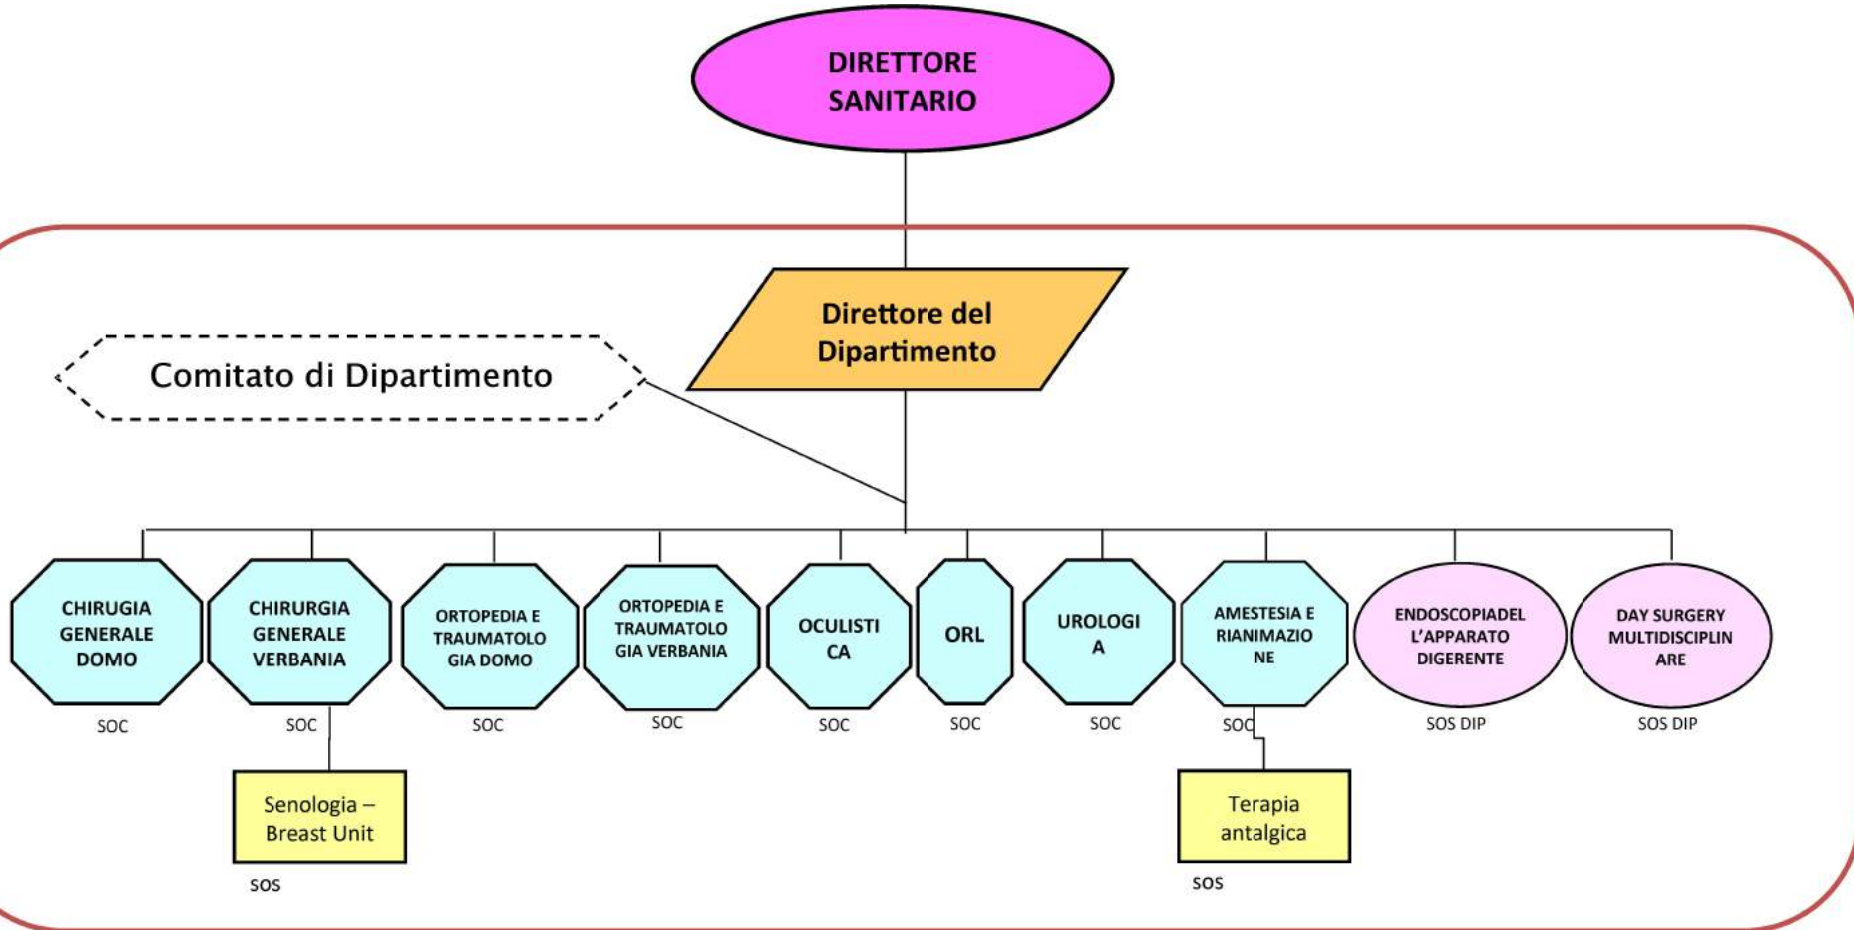 DIRETTORE
SANITARIO
Direttore del
Dipartimento
Comitato di Dipartimento
CHIRUGIA
GENERALE
DOMO
SOC
CHIRURGIA
GENERALE
VERBANIA
SOC
ORTOPEDIA E
TRAUMATOLO
GIA DOMO
SOC
ORTOPEDIA E
TRAUMATOLO
GIA VERBANIA
SOC
OCULISTI
CA
SOC
ORL
SOC
UROLOGI
A
SOC
AMESTESIA E
RIANIMAZIO
NE
SOC
ENDOSCOPIADEL
L’APPARATO
DIGERENTE
SOS DIP
DAY SURGERY
MULTIDISCIPLIN
ARE
SOS DIP
Senologia –
Breast Unit
SOS
Terapia
antalgica
SOS